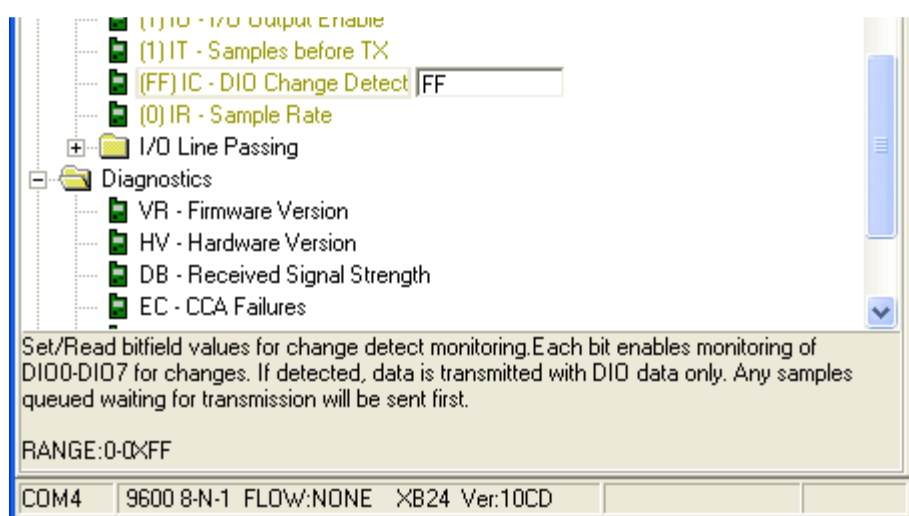 (1) IO - I/O Output Enable
(1) IT - Samples before TX
(FF) IC - DIO Change Detect FF
(0) IR - Sample Rate
I/O Line Passing
Diagnostics
VR - Firmware Version
HV - Hardware Version
DB - Received Signal Strength
EC - CCA Failures
Set/Read bitfield values for change detect monitoring.Each bit enables monitoring of
DIO0-DIO7 for changes. If detected, data is transmitted with DIO data only. Any samples
queued waiting for transmission will be sent first.
RANGE:0-0XFF
COM4 9600 8-N-1 FLOW:NONE XB24 Ver:10CD